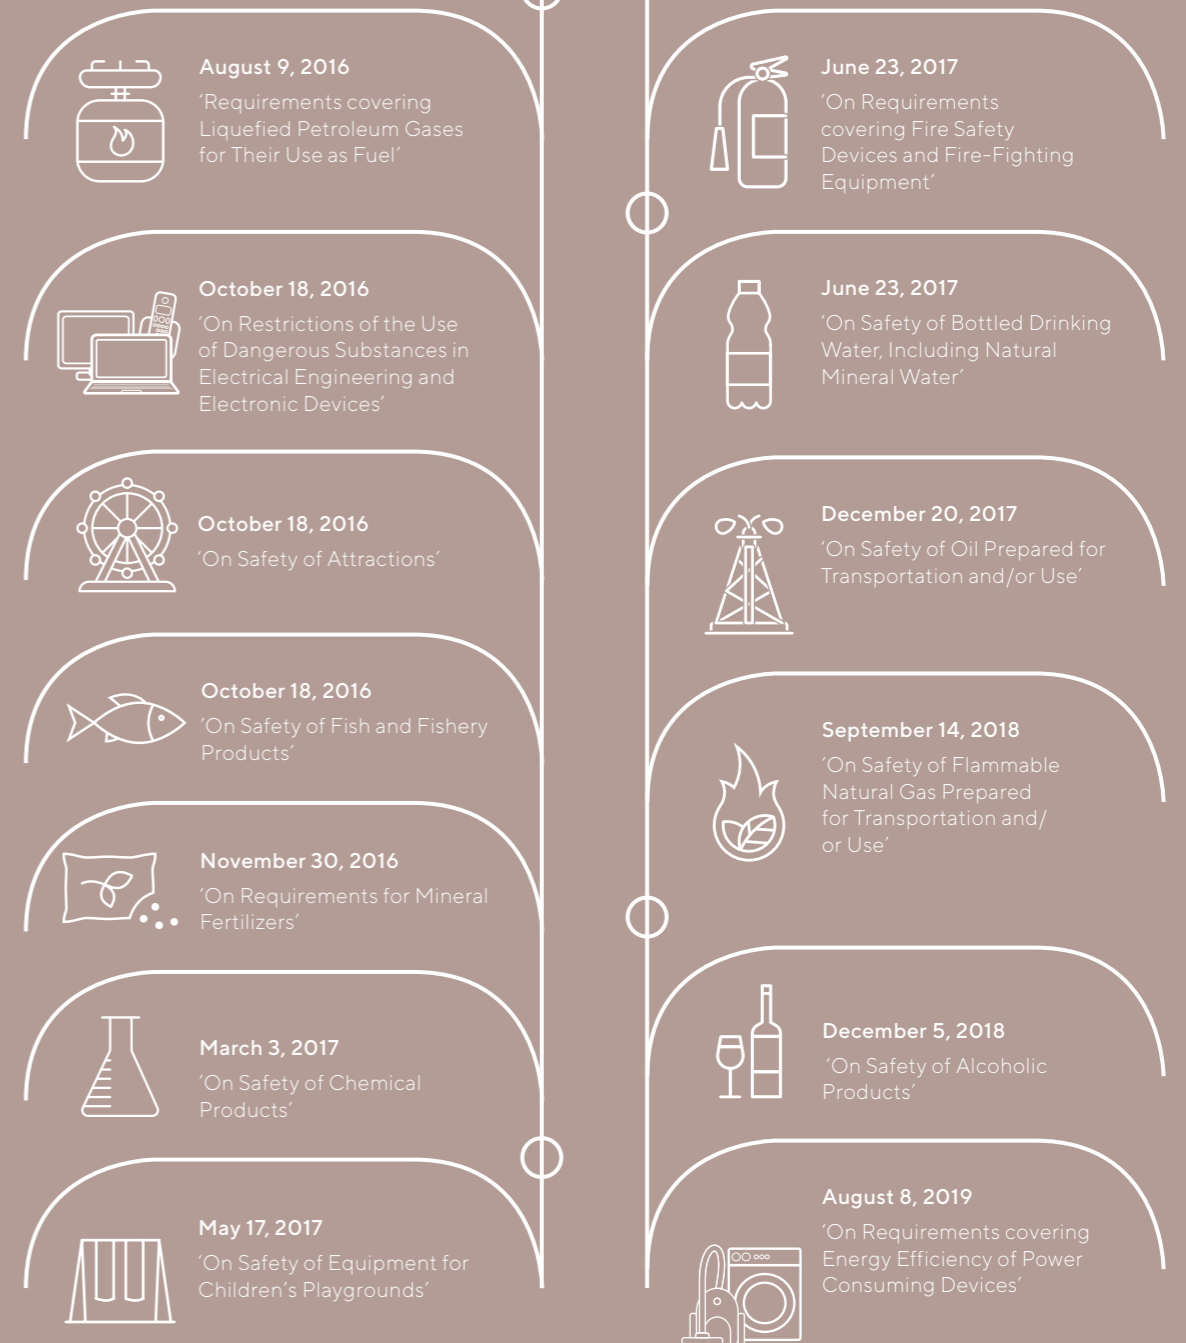 August 9, 2016
‘Requirements covering
Liquefied Petroleum Gases
for Their Use as Fuel’
October 18, 2016
‘On Restrictions of the Use
of Dangerous Substances in
Electrical Engineering and
Electronic Devices’
October 18, 2016
‘On Safety of Attractions’
October 18, 2016
‘On Safety of Fish and Fishery
Products’
November 30, 2016
‘On Requirements for Mineral
Fertilizers’
March 3, 2017
‘On Safety of Chemical
Products’
May 17, 2017
‘On Safety of Equipment for
Children’s Playgrounds’
June 23, 2017
‘On Requirements
covering Fire Safety
Devices and Fire-Fighting
Equipment’
June 23, 2017
‘On Safety of Bottled Drinking
Water, Including Natural
Mineral Water’
December 20, 2017
‘On Safety of Oil Prepared for
Transportation and/or Use’
September 14, 2018
‘On Safety of Flammable
Natural Gas Prepared
for Transportation and/
or Use’
December 5, 2018
‘On Safety of Alcoholic
Products’
August 8, 2019
‘On Requirements covering
Energy Efficiency of Power
Consuming Devices’